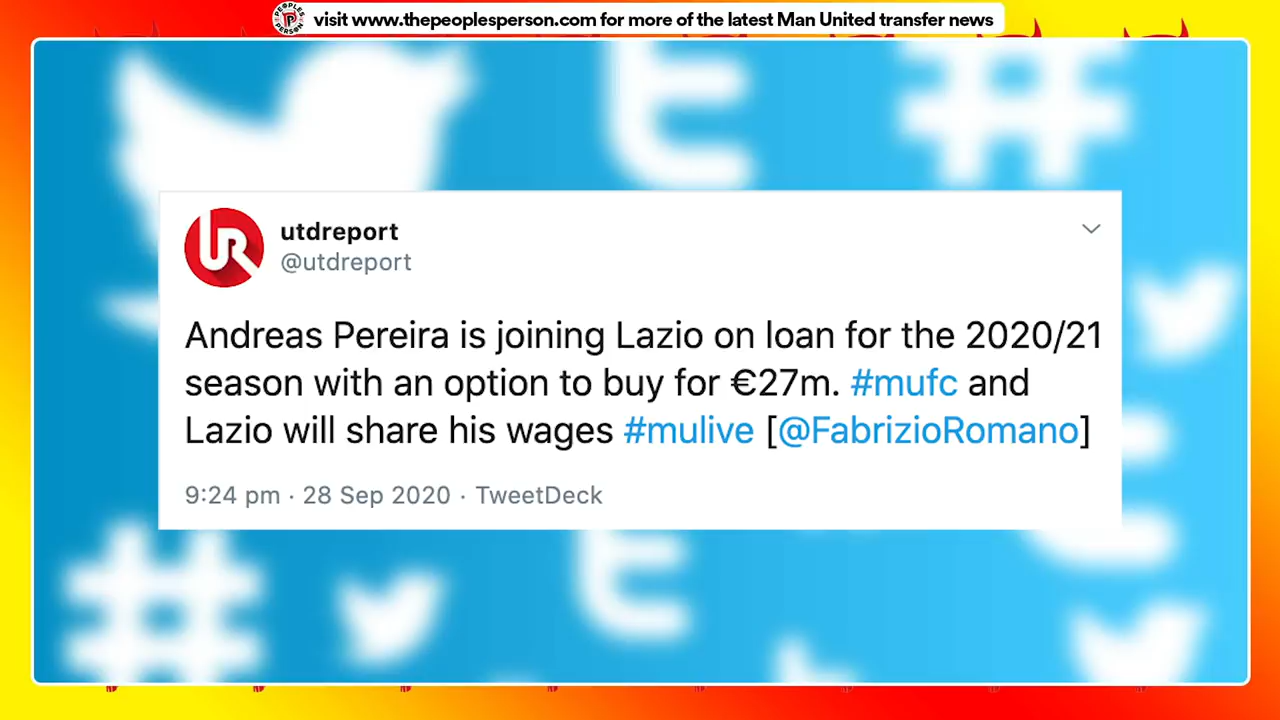 PEOPLES
PERSON
visit www.thepeoplesperson.com for more of the latest Man United transfer news
utdreport
@utdreport
Andreas Pereira is joining Lazio on loan for the 2020/21
season with an option to buy for €27m. #mufc and
Lazio will share his wages #mulive [@FabrizioRomano]
9:24 pm · 28 Sep 2020 · TweetDeck